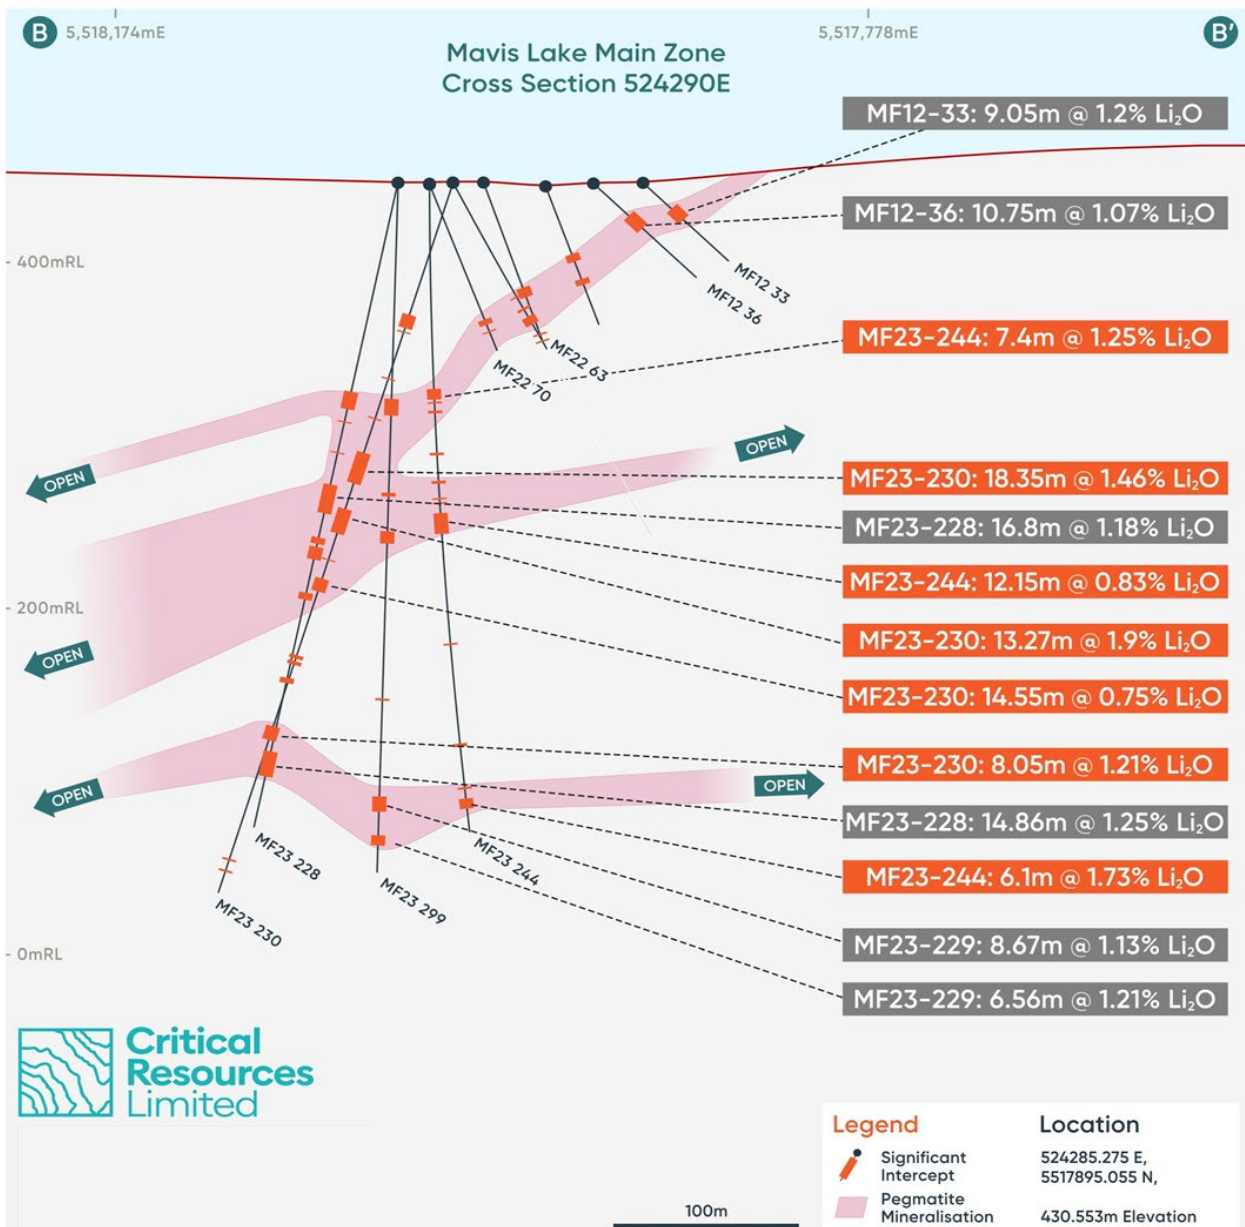 B
5,518,174mE
5,517,778mE
B'
Mavis Lake Main Zone
Cross Section 524290E
MF12-33: 9.05m @ 1.2% Li₂O
MF12-36: 10.75m @ 1.07% Li₂O
400mRL
MF12 33
MF12 36
MF23-244: 7.4m @ 1.25% Li₂O
MF22 63
MF22 70
OPEN
OPEN
MF23-230: 18.35m @ 1.46% Li₂O
MF23-228: 16.8m @ 1.18% Li₂O
MF23-244: 12.15m @ 0.83% Li₂O
200mRL
MF23-230: 13.27m @ 1.9% Li₂O
OPEN
MF23-230: 14.55m @ 0.75% Li₂O
MF23-230: 8.05m @ 1.21% Li₂O
OPEN
OPEN
MF23-228: 14.86m @ 1.25% Li₂O
MF23 228
MF23 244
MF23-244: 6.1m @ 1.73% Li₂O
MF23 299
MF23 230
MF23-229: 8.67m @ 1.13% Li₂O
0mRL
MF23-229: 6.56m @ 1.21% Li₂O
Critical
Resources
Limited
Legend
Significant
Intercept
Pegmatite
Mineralisation
Location
524285.275 E,
5517895.055 N,
430.553m Elevation
100m